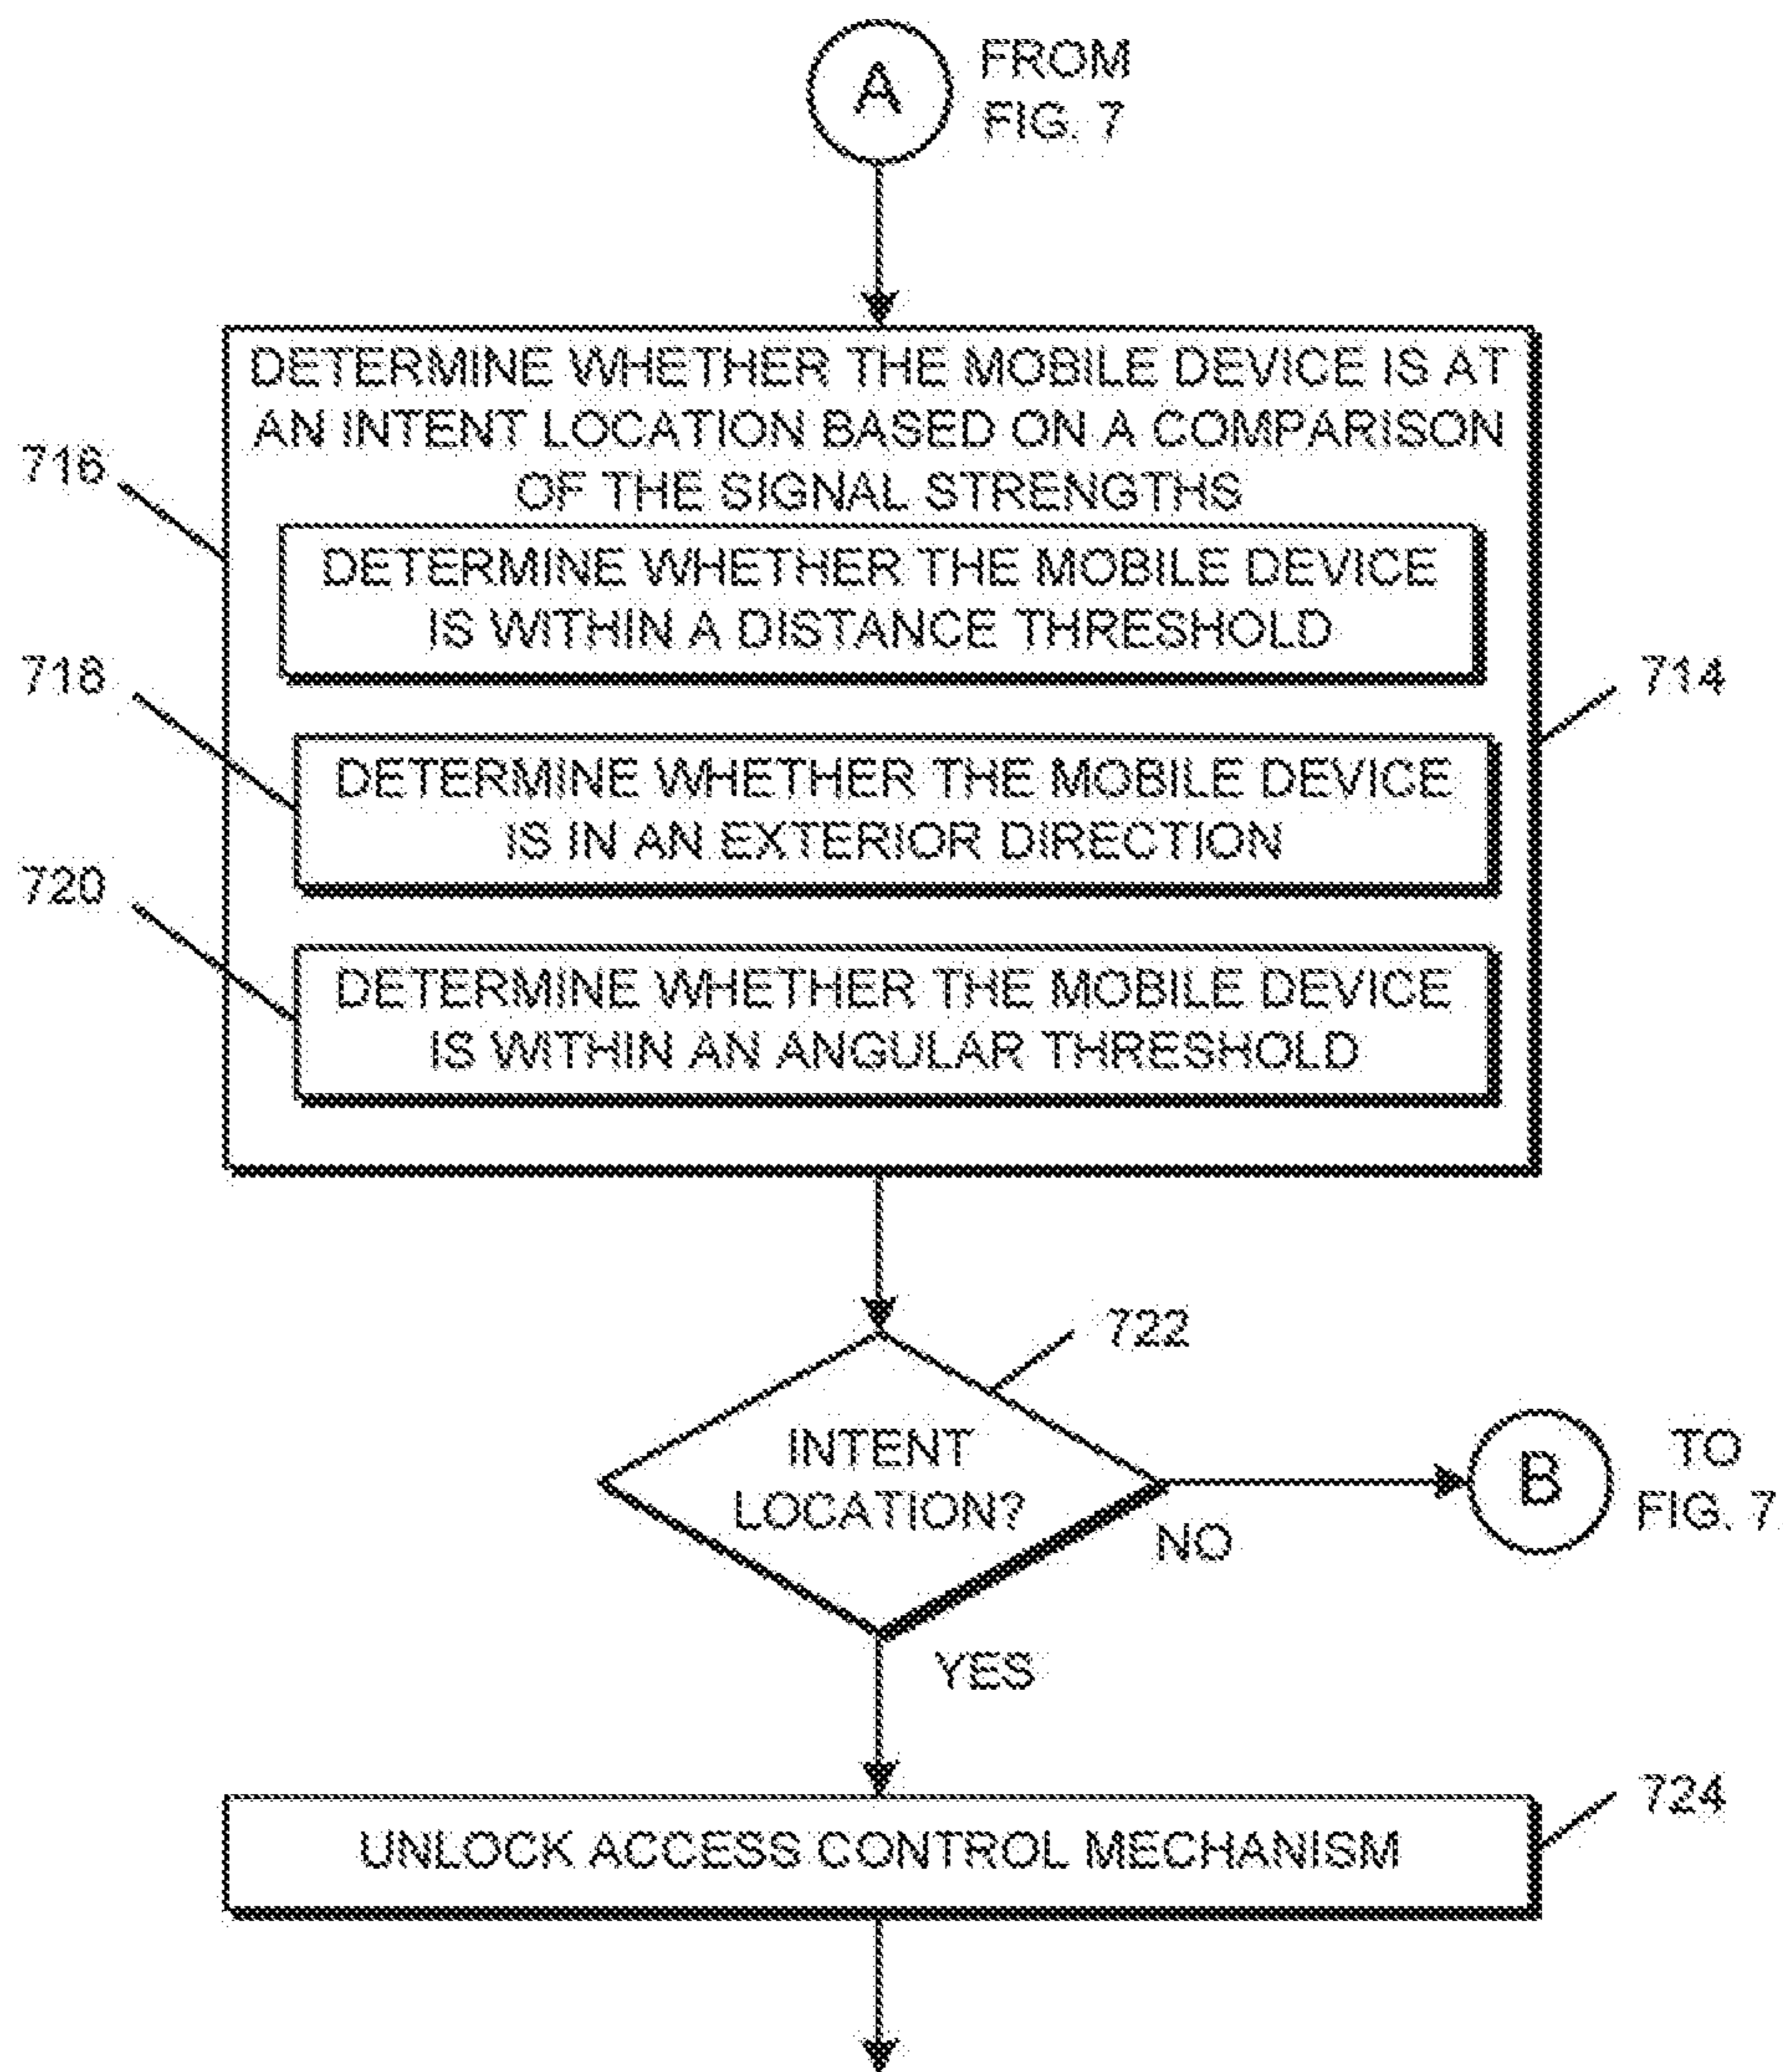 A
FROM
FIG. 7
DETERMINE WHETHER THE MOBILE DEVICE IS AT
AN INTENT LOCATION BASED ON A COMPARISON
OF THE SIGNAL STRENGTHS
716
DETERMINE WHETHER THE MOBILE DEVICE
IS WITHIN A DISTANCE THRESHOLD
718
714
DETERMINE WHETHER THE MOBILE DEVICE
IS IN AN EXTERIOR DIRECTION
720
DETERMINE WHETHER THE MOBILE DEVICE
IS WITHIN AN ANGULAR THRESHOLD
722
INTENT
LOCATION?
B
TO
FIG. 7
NO
YES
724
UNLOCK ACCESS CONTROL MECHANISM